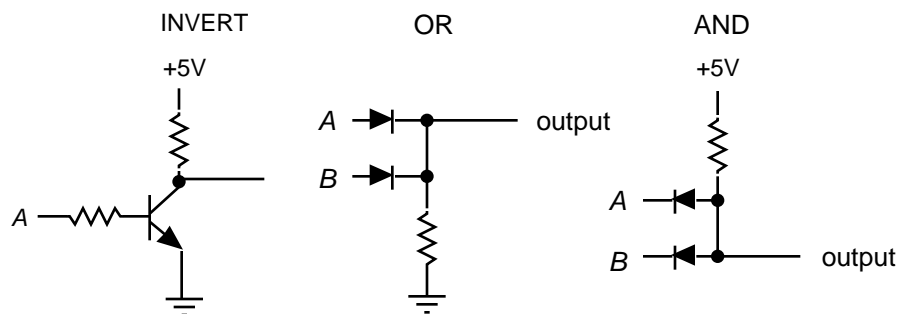 INVERT
+5V
A
OR
A
output
B
AND
+5V
A
B
output